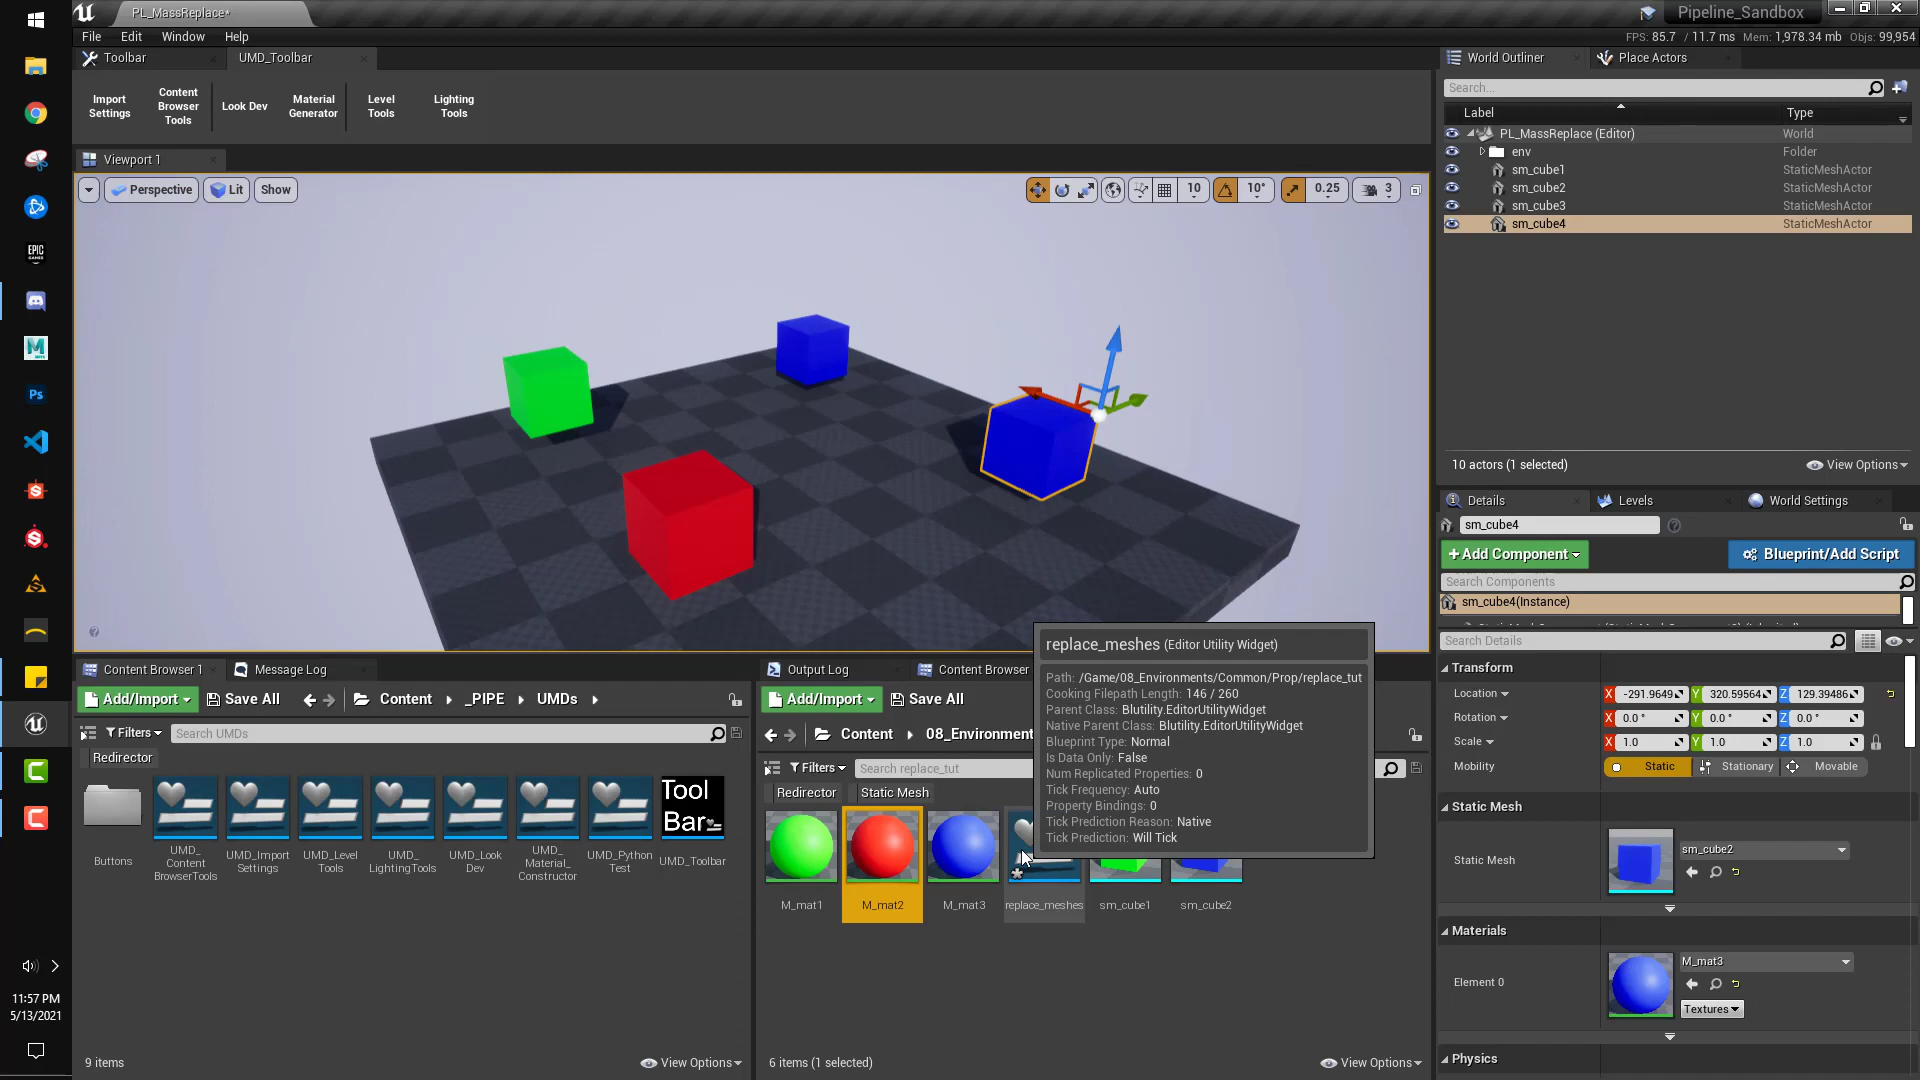 PL_MassReplace*
Pipeline_Sandbox
File Edit Window Help
FPS: 85.7 / 11.7 ms Mem: 1,978.34 mb Objs: 99,954
Toolbar
UMD_Toolbar
Import Settings
Content Browser Tools
Look Dev
Material Generator
Level Tools
Lighting Tools
Viewport 1
Perspective Lit Show
10 10° 0.25 3
World Outliner
Place Actors
Search...
Label Type
PL_MassReplace (Editor) World
env Folder
sm_cube1 StaticMeshActor
sm_cube2 StaticMeshActor
sm_cube3 StaticMeshActor
sm_cube4 StaticMeshActor
10 actors (1 selected) View Options
Details Levels World Settings
sm_cube4
+Add Component Blueprint/Add Script
Search Components
sm_cube4(Instance)
Search Details
Transform
Location X -291.9649 Y 320.59564 Z 129.39486
Rotation X 0.0 ° Y 0.0 ° Z 0.0 °
Scale X 1.0 Y 1.0 Z 1.0
Mobility Static Stationary Movable
Static Mesh
Static Mesh sm_cube2
Materials
Element 0 M_mat3
Textures
Physics
Content Browser 1 Message Log
Add/Import Save All Content _PIPE UMDs
Filters Search UMDs
Redirector
Tool
Bar
Buttons
UMD_Content BrowserTools
UMD_Import Settings
UMD_Level Tools
UMD_LightingTools
UMD_Look Dev
UMD_Material_Constructor
UMD_Python Test
UMD_Toolbar
9 items View Options
Output Log Content Browser
Add/Import Save All
Content 08_Environment
Filters Search replace_tut
Redirector Static Mesh
M_mat1 M_mat2 M_mat3 replace_meshes sm_cube1 sm_cube2
6 items (1 selected) View Options
replace_meshes (Editor Utility Widget)
Path: /Game/08_Environments/Common/Prop/replace_tut
Cooking Filepath Length: 146 / 260
Parent Class: Blutility.EditorUtilityWidget
Native Parent Class: Blutility.EditorUtilityWidget
Blueprint Type: Normal
Is Data Only: False
Num Replicated Properties: 0
Tick Frequency: Auto
Property Bindings: 0
Tick Prediction Reason: Native
Tick Prediction: Will Tick
EPIC
GAMES
M
Ps
11:57 PM
5/13/2021